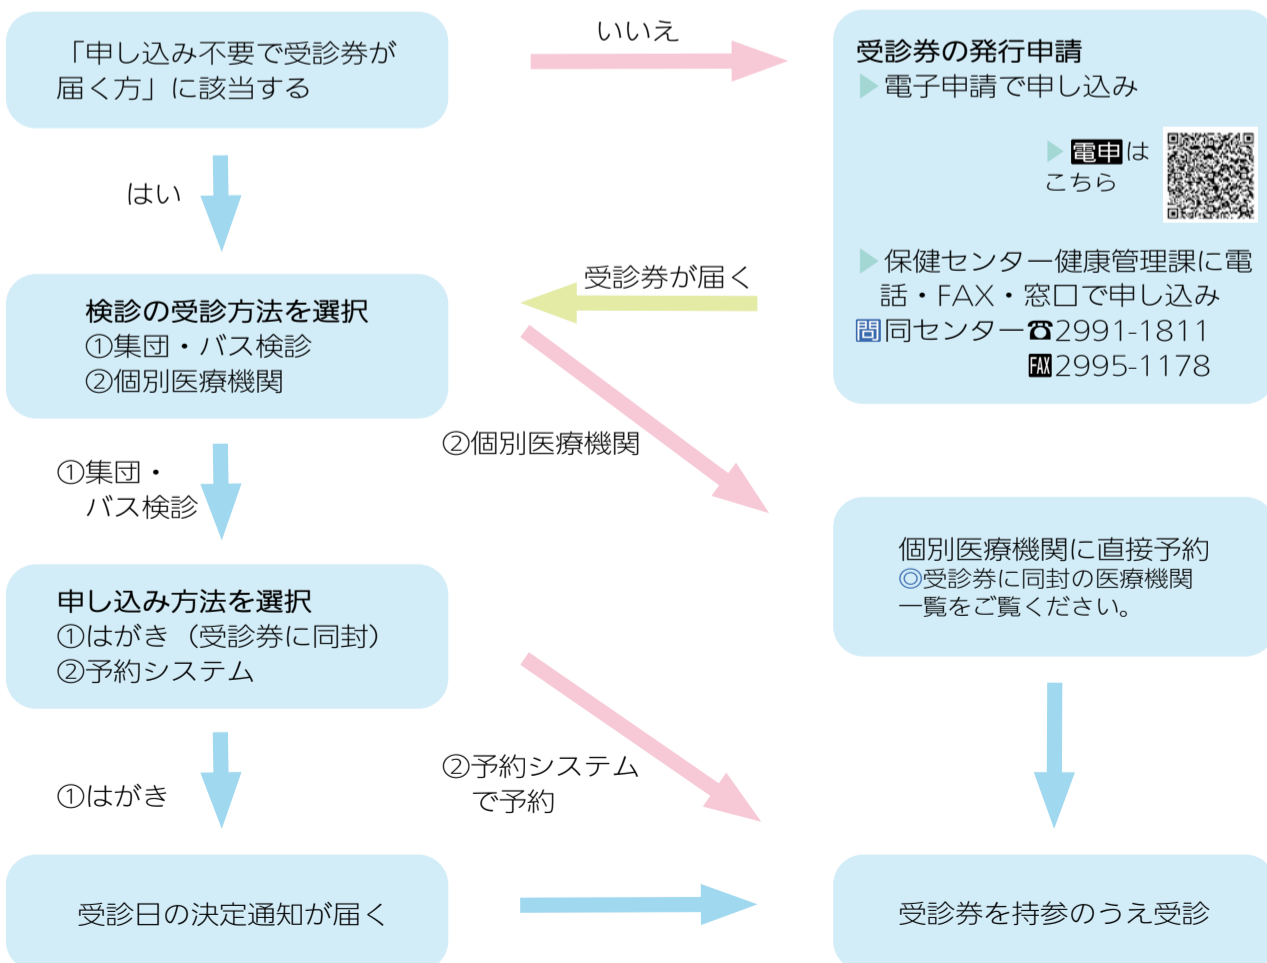 「申し込み不要で受診券が
届く方」に該当する
いいえ
受診券の発行申請
▶電子申請で申し込み
▶電申は
こちら
▶保健センター健康管理課に電
話・FAX・窓口で申し込み
問同センター☎2991-1811
FAX2995-1178
はい
受診券が届く
検診の受診方法を選択
①集団・バス検診
②個別医療機関
①集団・
バス検診
②個別医療機関
個別医療機関に直接予約
◎受診券に同封の医療機関
一覧をご覧ください。
申し込み方法を選択
①はがき（受診券に同封）
②予約システム
①はがき
②予約システム
で予約
受診日の決定通知が届く
受診券を持参のうえ受診